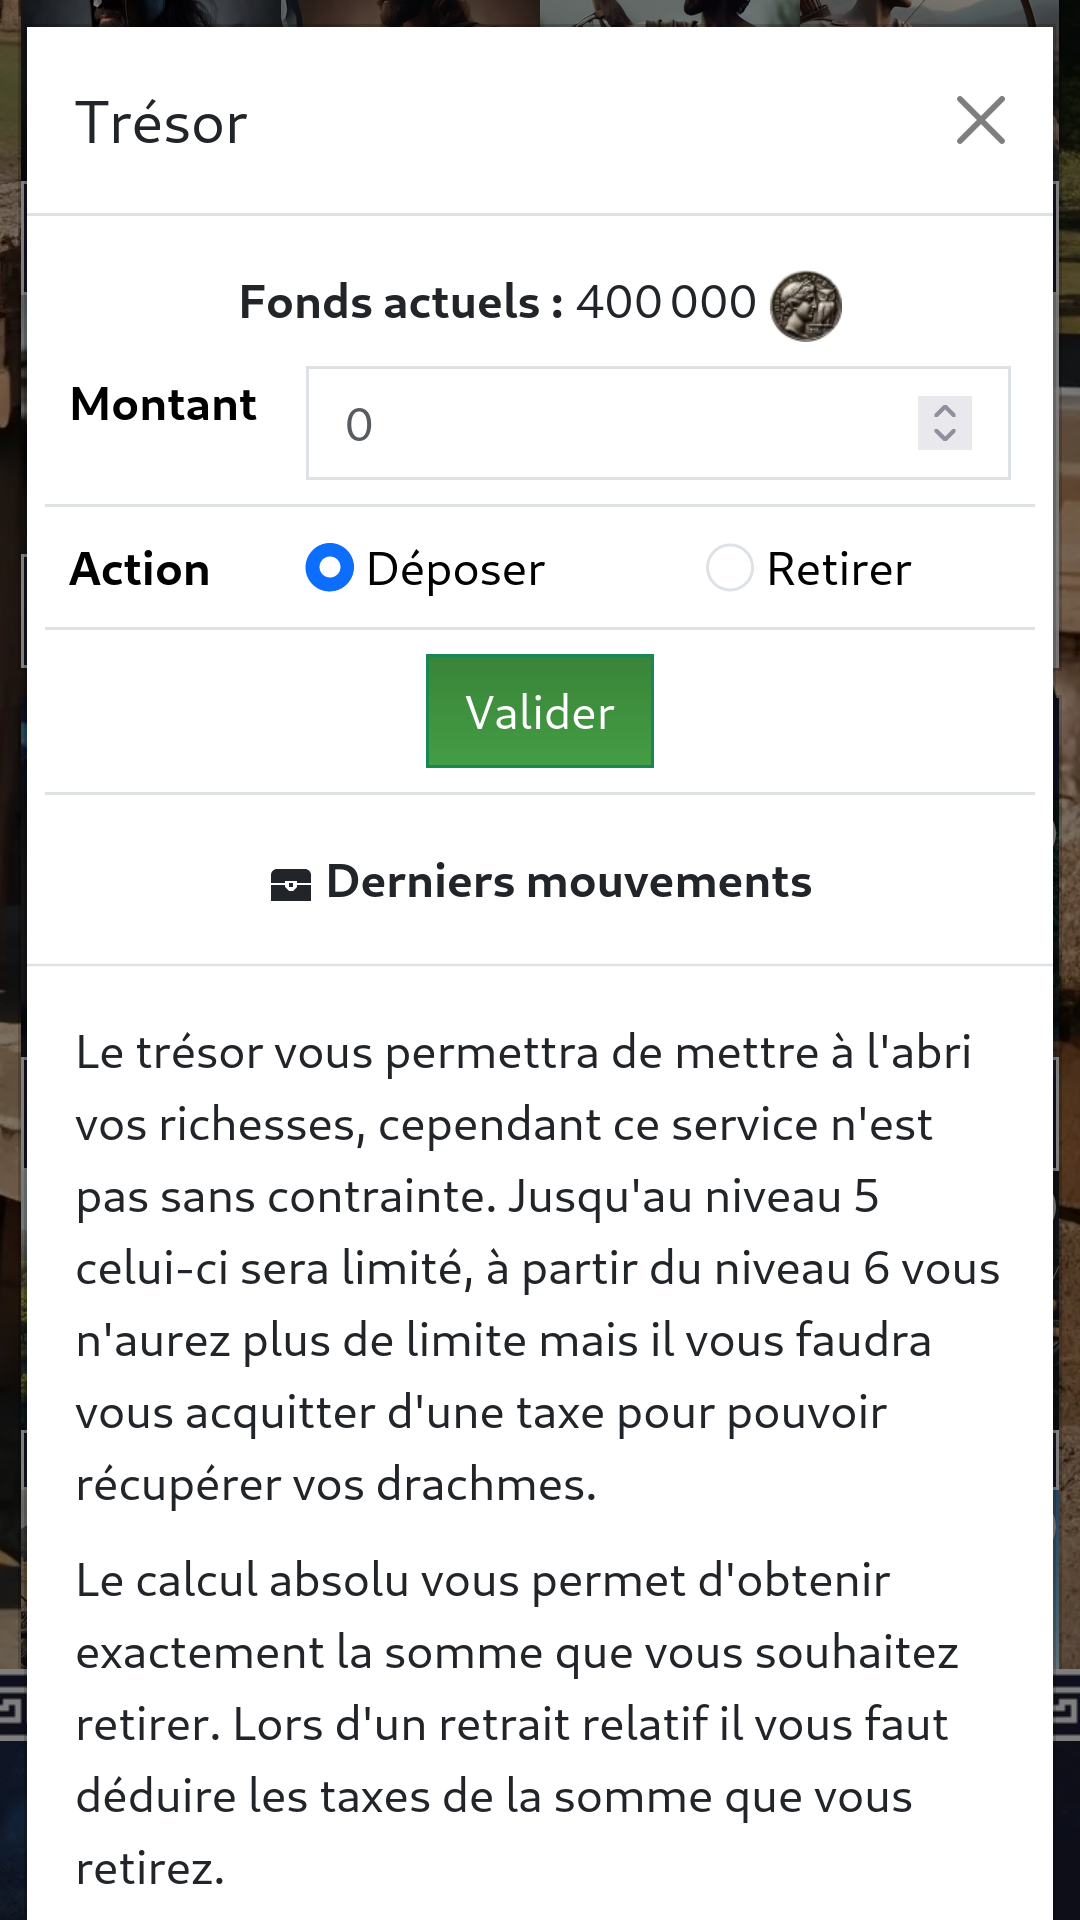 Trésor
Fonds actuels : 400 000
Montant 0
Action Déposer Retirer
Valider
Derniers mouvements
Le trésor vous permettra de mettre à l'abri
vos richesses, cependant ce service n'est
pas sans contrainte. Jusqu'au niveau 5
celui-ci sera limité, à partir du niveau 6 vous
n'aurez plus de limite mais il vous faudra
vous acquitter d'une taxe pour pouvoir
récupérer vos drachmes.
Le calcul absolu vous permet d'obtenir
exactement la somme que vous souhaitez
retirer. Lors d'un retrait relatif il vous faut
déduire les taxes de la somme que vous
retirez.